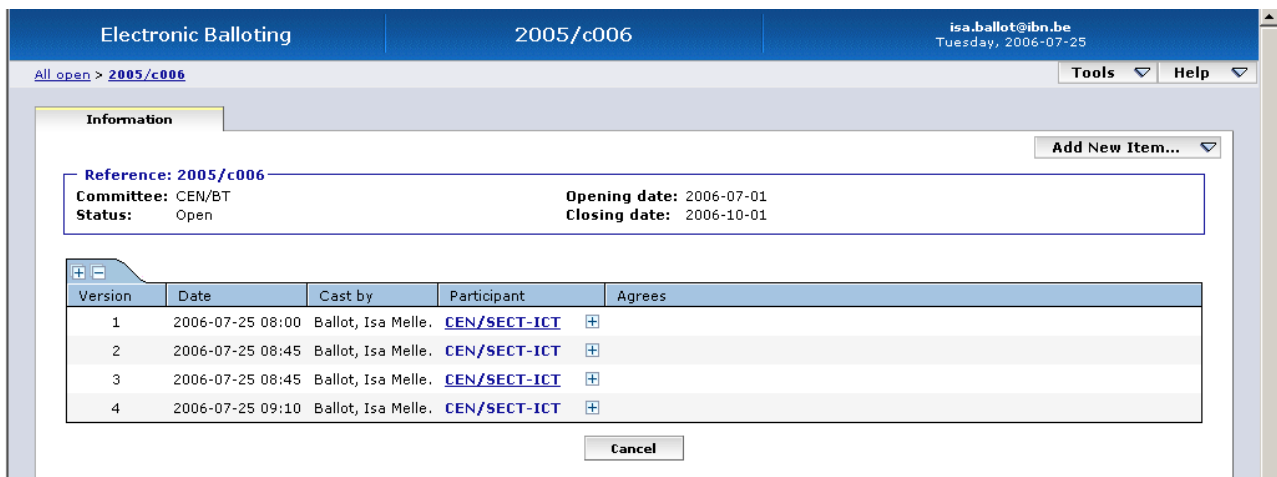 Electronic Balloting
2005/c006
isa.ballot@ibn.be
Tuesday, 2006-07-25
All open > 2005/c006
Tools
Help
Information
Add New Item...
Reference: 2005/c006
Committee: CEN/BT
Opening date: 2006-07-01
Status: Open
Closing date: 2006-10-01
Version Date Cast by Participant Agrees
1 2006-07-25 08:00 Ballot, Isa Melle. CEN/SECT-ICT
2 2006-07-25 08:45 Ballot, Isa Melle. CEN/SECT-ICT
3 2006-07-25 08:45 Ballot, Isa Melle. CEN/SECT-ICT
4 2006-07-25 09:10 Ballot, Isa Melle. CEN/SECT-ICT
Cancel